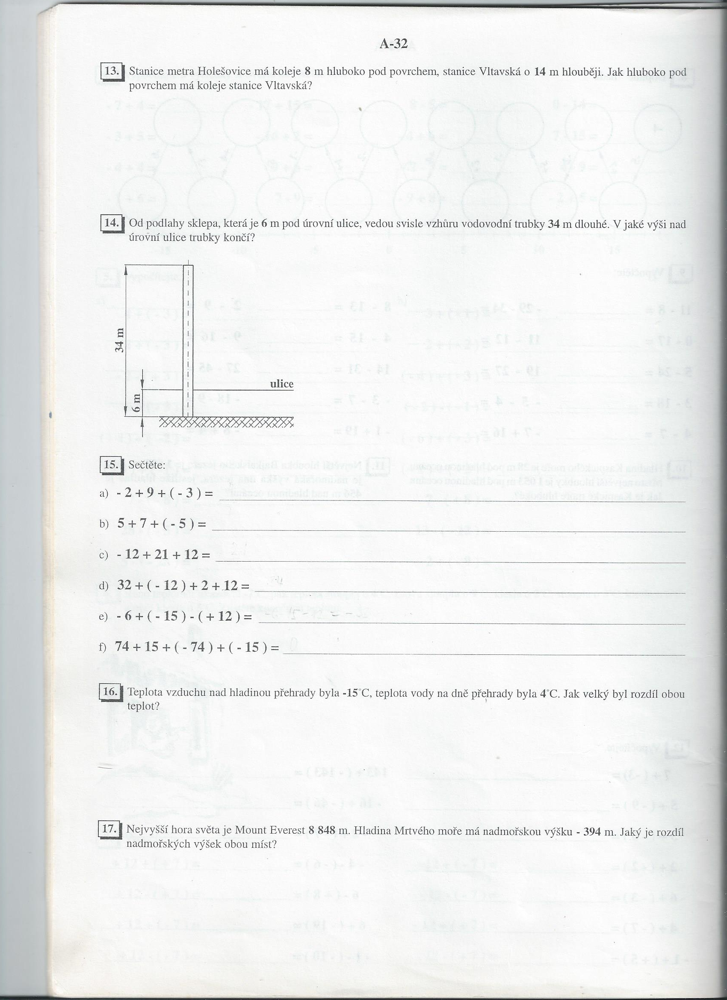 A-32
13. Stanice metra Holešovice má koleje 8 m hluboko pod povrchem, stanice Vltavská o 14 m hlouběji. Jak hluboko pod
povrchem má koleje stanice Vltavská?
14. Od podlahy sklepa, která je 6 m pod úrovní ulice, vedou svisle vzhůru vodovodní trubky 34 m dlouhé. V jaké výši nad
úrovní ulice trubky končí?
34 m
ulice
6 m
15. Sečtěte:
a) - 2 + 9 + ( - 3 ) =
b) 5 + 7 + ( - 5 ) =
c) - 12 + 21 + 12 =
d) 32 + ( - 12 ) + 2 + 12 =
e) - 6 + ( - 15 ) - ( + 12 ) =
f) 74 + 15 + ( - 74 ) + ( - 15 ) =
16. Teplota vzduchu nad hladinou přehrady byla -15°C, teplota vody na dně přehrady byla 4°C. Jak velký byl rozdíl obou
teplot?
17. Nejvyšší hora světa je Mount Everest 8 848 m. Hladina Mrtvého moře má nadmořskou výšku - 394 m. Jaký je rozdíl
nadmořských výšek obou míst?